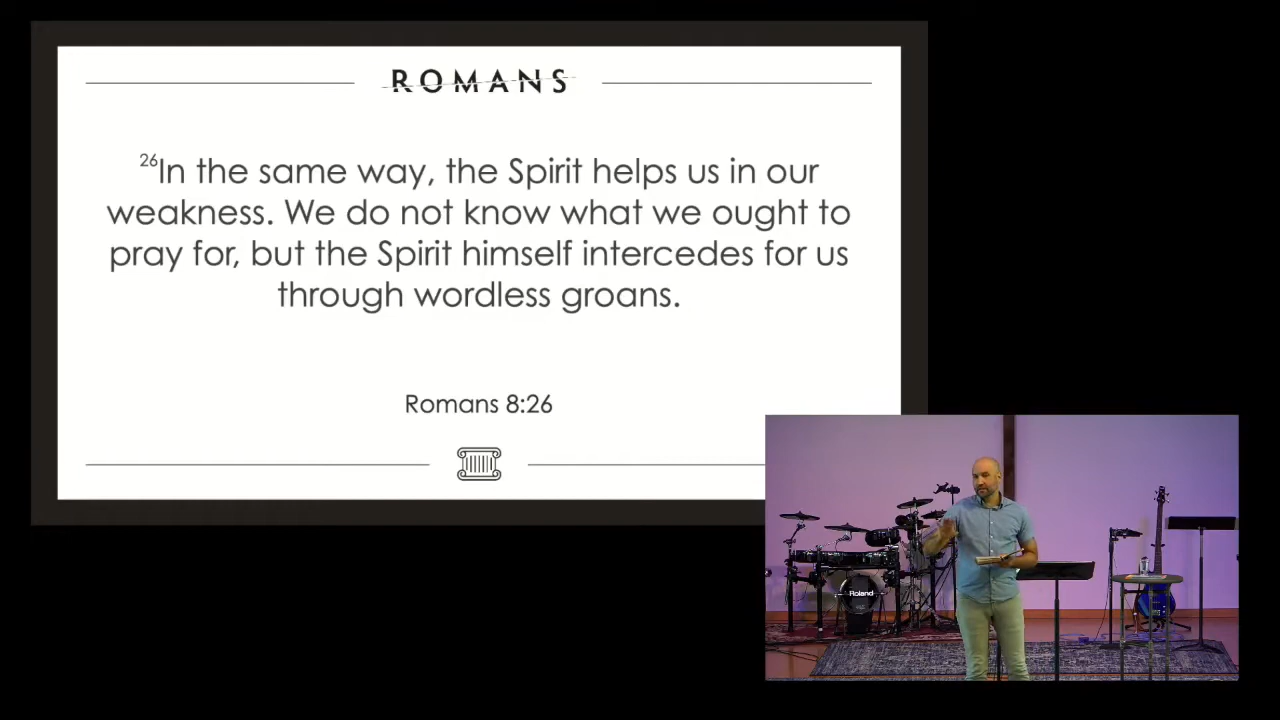 ROMANS
26In the same way, the Spirit helps us in our
weakness. We do not know what we ought to
pray for, but the Spirit himself intercedes for us
through wordless groans.
Romans 8:26
Roland